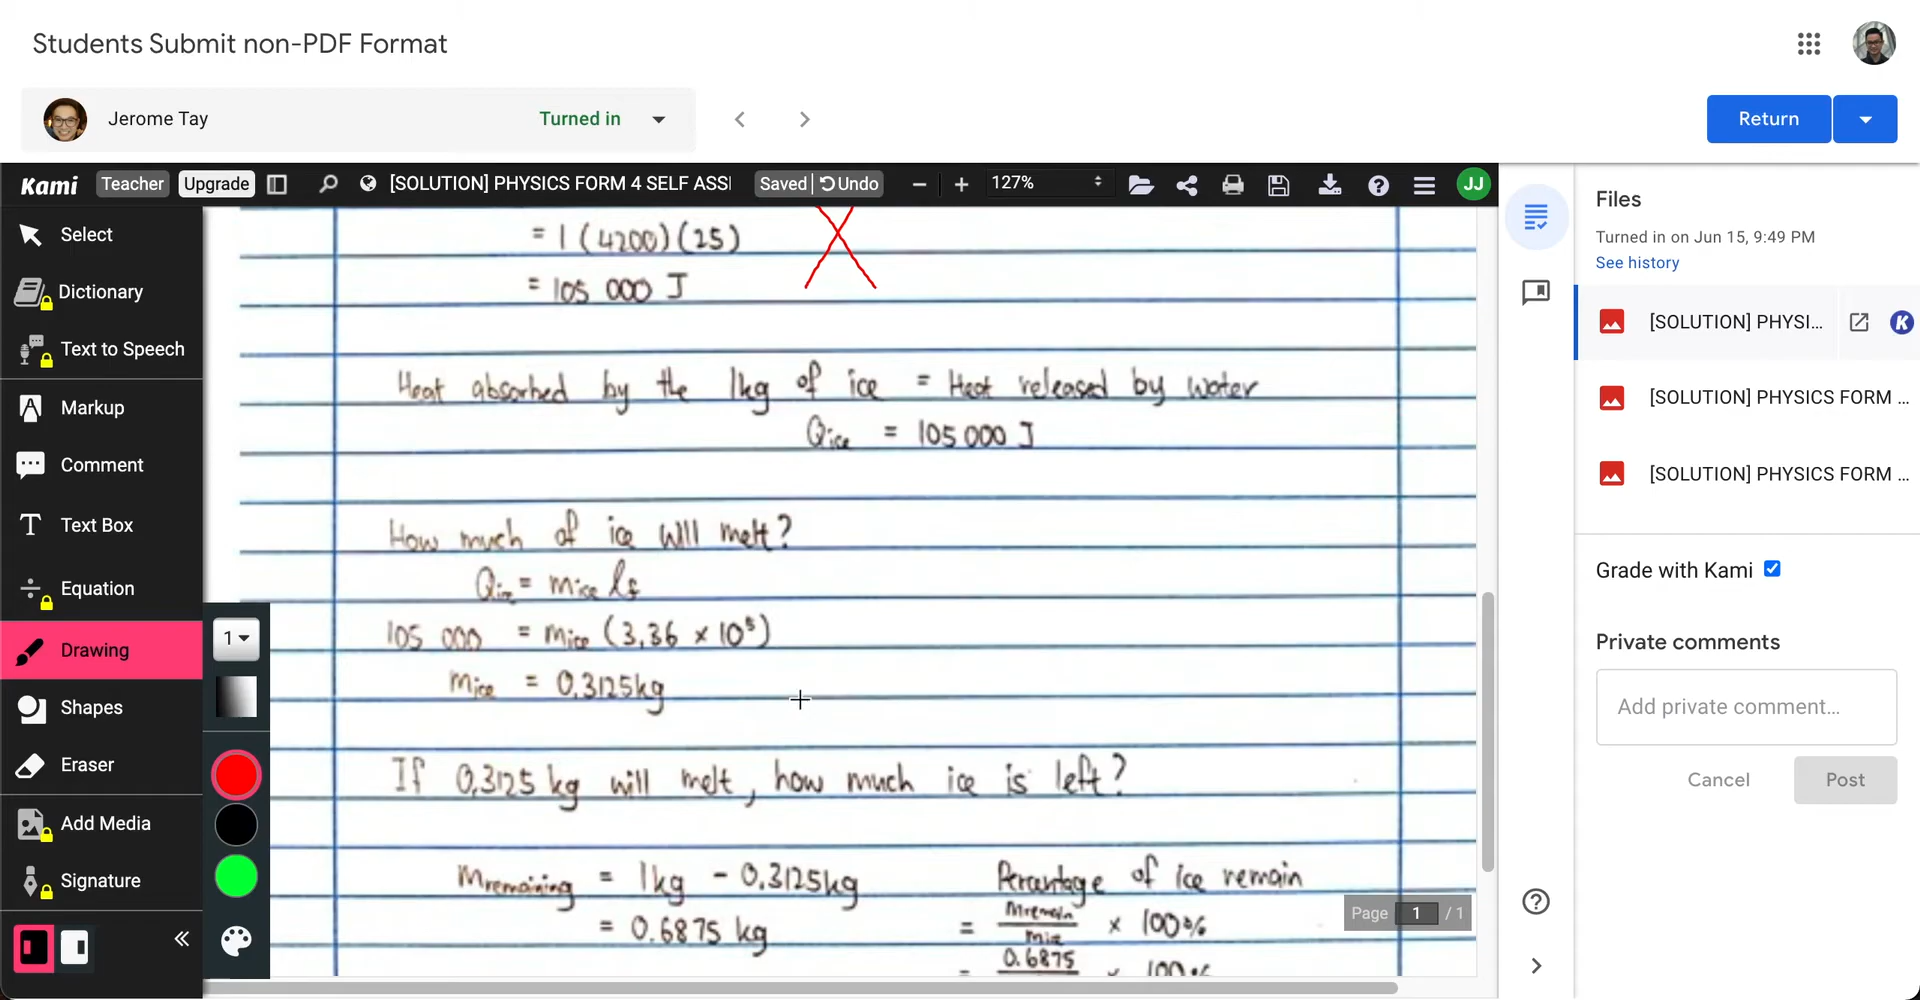 Students Submit non-PDF Format
Jerome Tay
Turned in
Return
Kami
Teacher
Upgrade
[SOLUTION] PHYSICS FORM 4 SELF ASSI
Saved | Undo
127%
JJ
Select
Dictionary
Text to Speech
Markup
Comment
Text Box
Equation
Drawing
Shapes
Eraser
Add Media
Signature
1
= 1 (4200)(25)
= 105 000 J
Heat absorbed by the 1kg of ice = Heat released by water
Qice = 105 000 J
How much of ice will melt?
Qice = mice lf
105 000 = mice (3.36 × 10⁵)
mice = 0.3125kg
If 0.3125 kg will melt, how much ice is left?
Mremaining = 1kg - 0.3125kg
= 0.6875 kg
Percentage of ice remain
= Mremain / Mice × 100%
= 0.6875 × 100%
Page 1 / 1
Files
Turned in on Jun 15, 9:49 PM
See history
[SOLUTION] PHYSI...
K
[SOLUTION] PHYSICS FORM ...
[SOLUTION] PHYSICS FORM ...
Grade with Kami
Private comments
Add private comment...
Cancel
Post